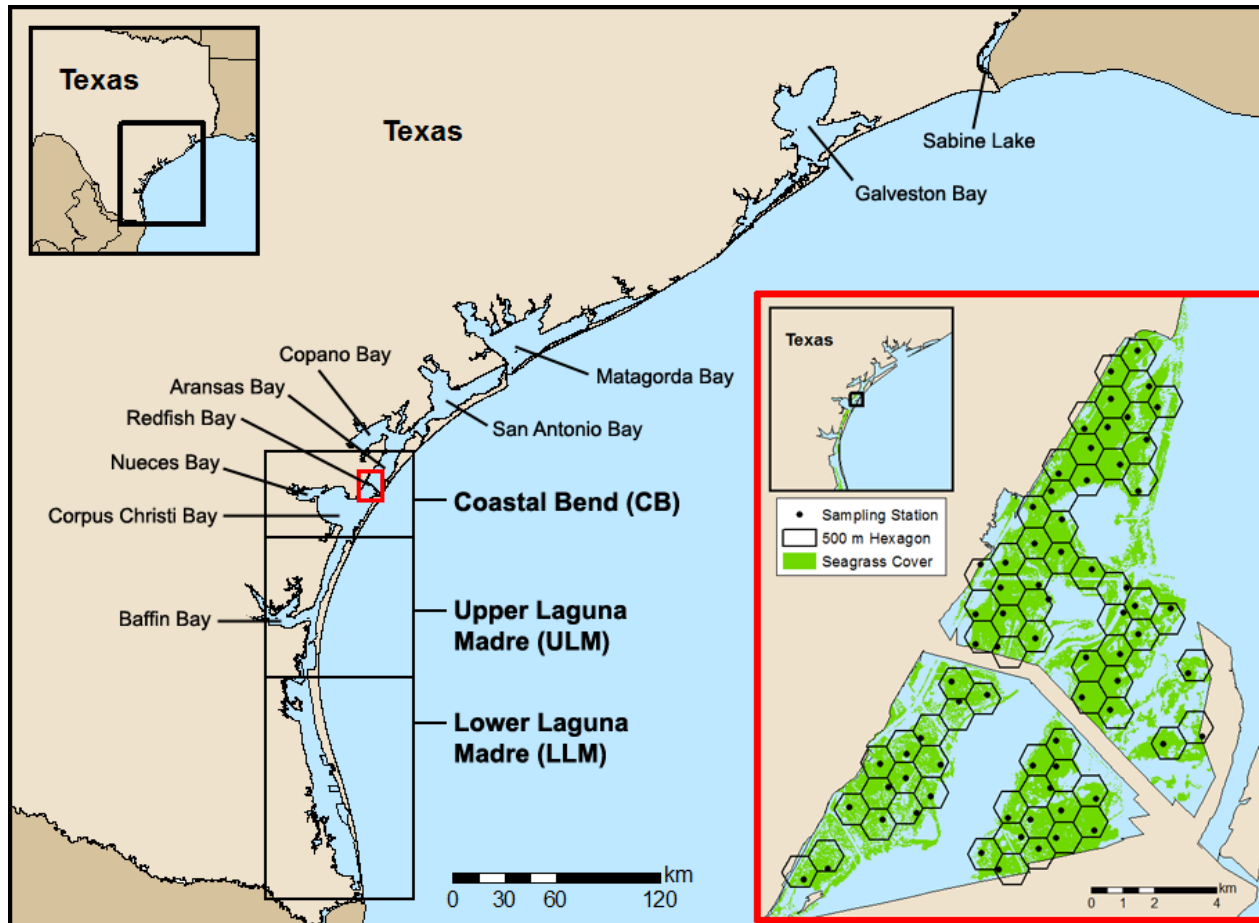 Texas
Texas
Sabine Lake
Galveston Bay
Copano Bay
Aransas Bay
Redfish Bay
Nueces Bay
Corpus Christi Bay
Baffin Bay
Matagorda Bay
San Antonio Bay
Coastal Bend (CB)
Upper Laguna
Madre (ULM)
Lower Laguna
Madre (LLM)
km
0 30 60 120
Texas
Sampling Station
500 m Hexagon
Seagrass Cover
km
0 1 2 4